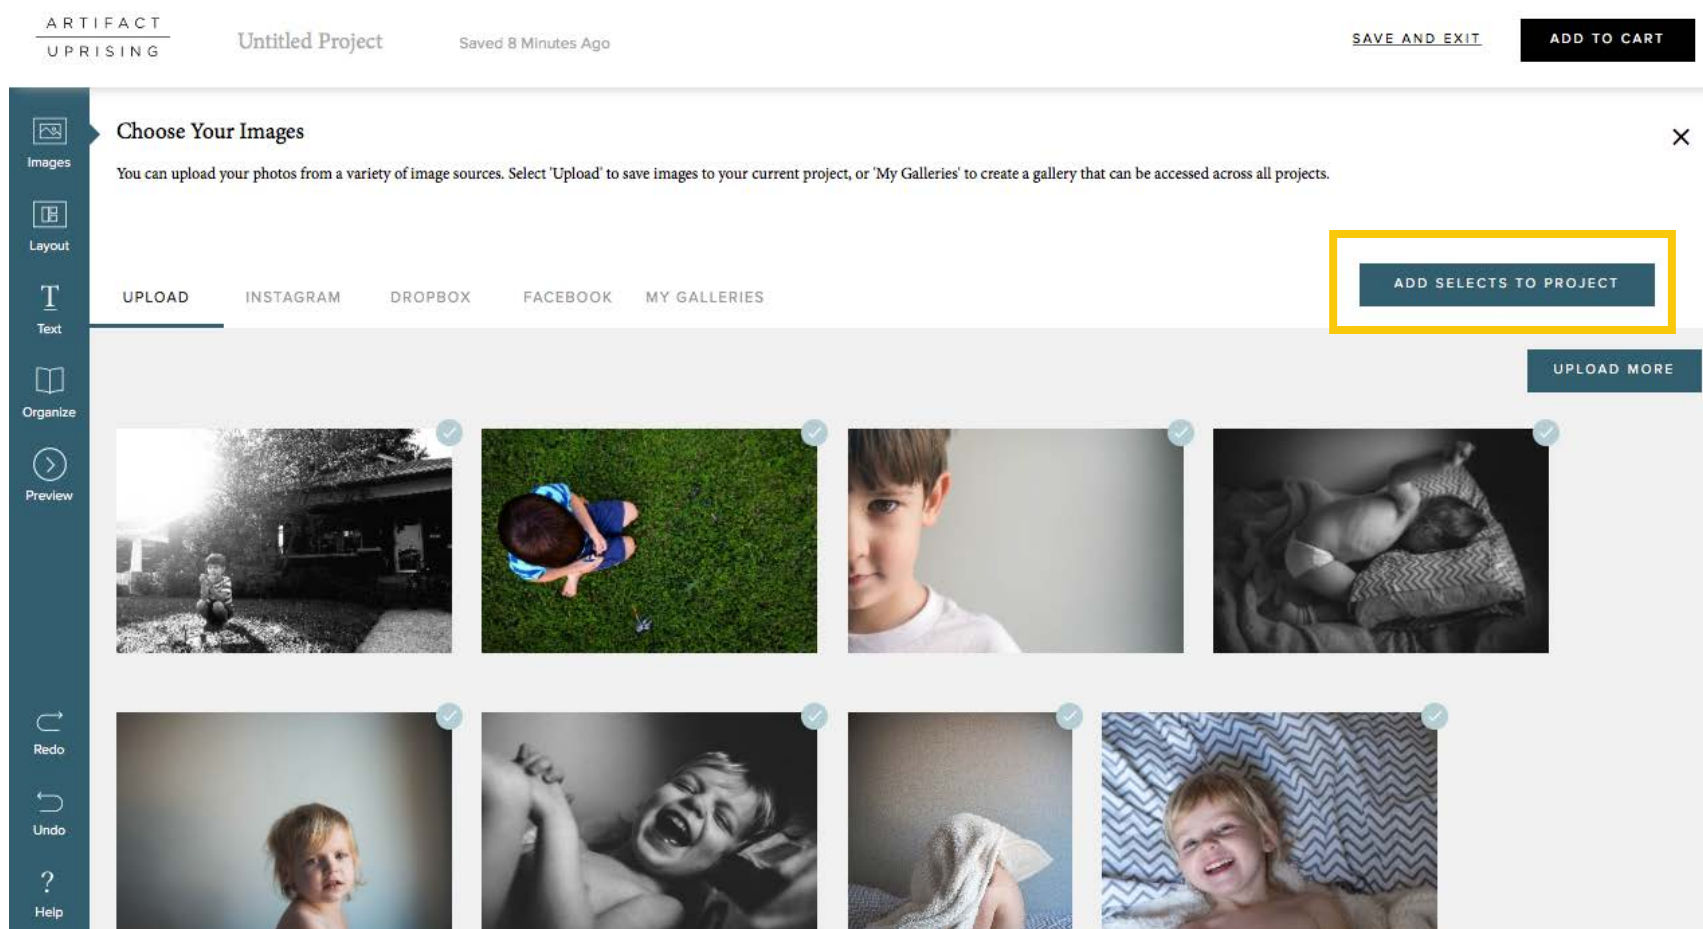 ARTIFACT
UPRISING
Untitled Project
Saved 8 Minutes Ago
SAVE AND EXIT
ADD TO CART
Images
Layout
Text
Organize
Preview
Redo
Undo
Help
Choose Your Images
You can upload your photos from a variety of image sources. Select 'Upload' to save images to your current project, or 'My Galleries' to create a gallery that can be accessed across all projects.
UPLOAD
INSTAGRAM
DROPBOX
FACEBOOK
MY GALLERIES
ADD SELECTS TO PROJECT
UPLOAD MORE